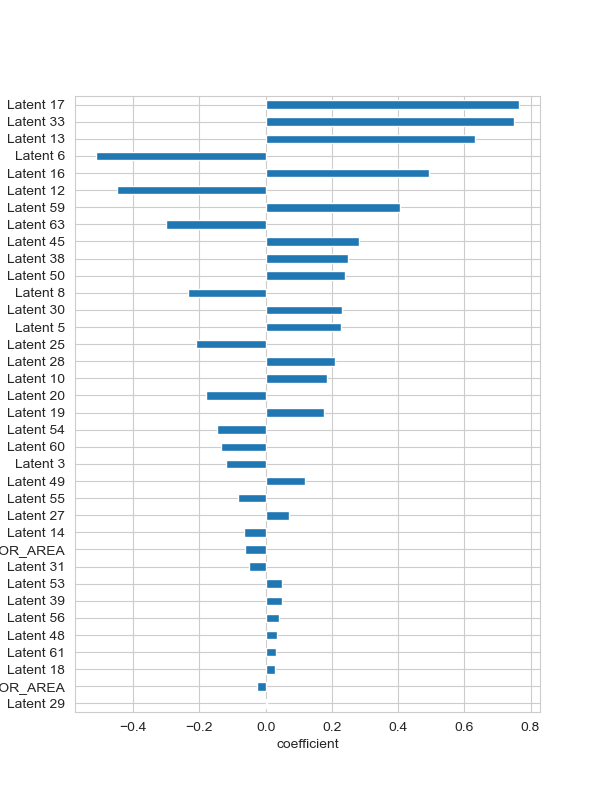 Latent 17
Latent 33
Latent 13
Latent 6
Latent 16
Latent 12
Latent 59
Latent 63
Latent 45
Latent 38
Latent 50
Latent 8
Latent 30
Latent 5
Latent 25
Latent 28
Latent 10
Latent 20
Latent 19
Latent 54
Latent 60
Latent 3
Latent 49
Latent 55
Latent 27
Latent 14
OR_AREA
Latent 31
Latent 53
Latent 39
Latent 56
Latent 48
Latent 61
Latent 18
OR_AREA
Latent 29
−0.4 −0.2 0.0 0.2 0.4 0.6 0.8
coefficient